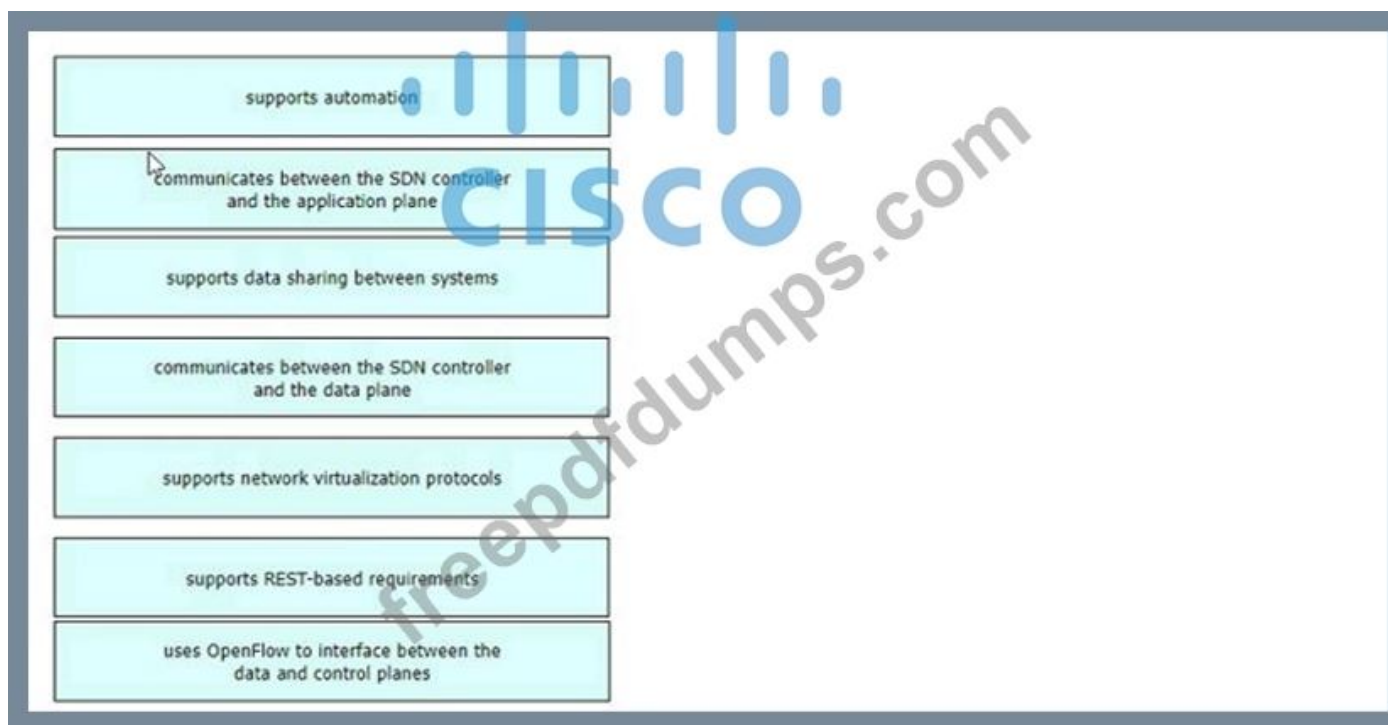 supports automation
CISCO
communicates between the SDN controller
and the application plane
supports data sharing between systems
communicates between the SDN controller
and the data plane
supports network virtualization protocols
supports REST-based requirements
uses OpenFlow to interface between the
data and control planes
freepdfdumps.com